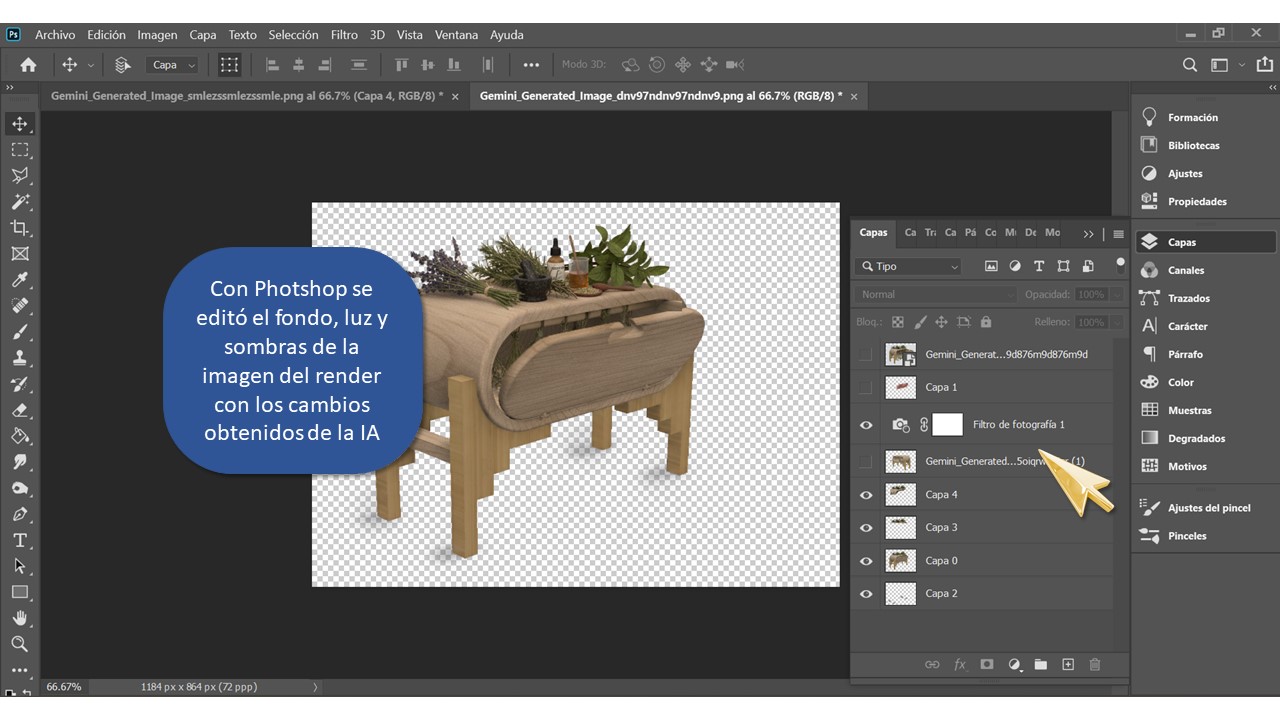 Ps Archivo Edición Imagen Capa Texto Selección Filtro 3D Vista Ventana Ayuda
Capa Modo 3D:
Gemini_Generated_Image_smlezssmlezssmle.png al 66.7% (Capa 4, RGB/8) * × Gemini_Generated_Image_dnv97ndnv97ndnv9.png al 66.7% (RGB/8) * ×
Con Photshop se
editó el fondo, luz y
sombras de la
imagen del render
con los cambios
obtenidos de la IA
Capas Ca Tra Ca Pá Co De Mo
Tipo
Normal Opacidad: 100%
Bloq.: Relleno: 100%
Gemini_Generat...9d876m9d876m9d
Capa 1
Filtro de fotografía 1
Gemini_Generated...5oiqrw (1)
Capa 4
Capa 3
Capa 0
Capa 2
fx
Formación
Bibliotecas
Ajustes
Propiedades
Capas
Canales
Trazados
Carácter
Párrafo
Color
Muestras
Degradados
Motivos
Ajustes del pincel
Pinceles
66.67% 1184 px x 864 px (72 ppp)